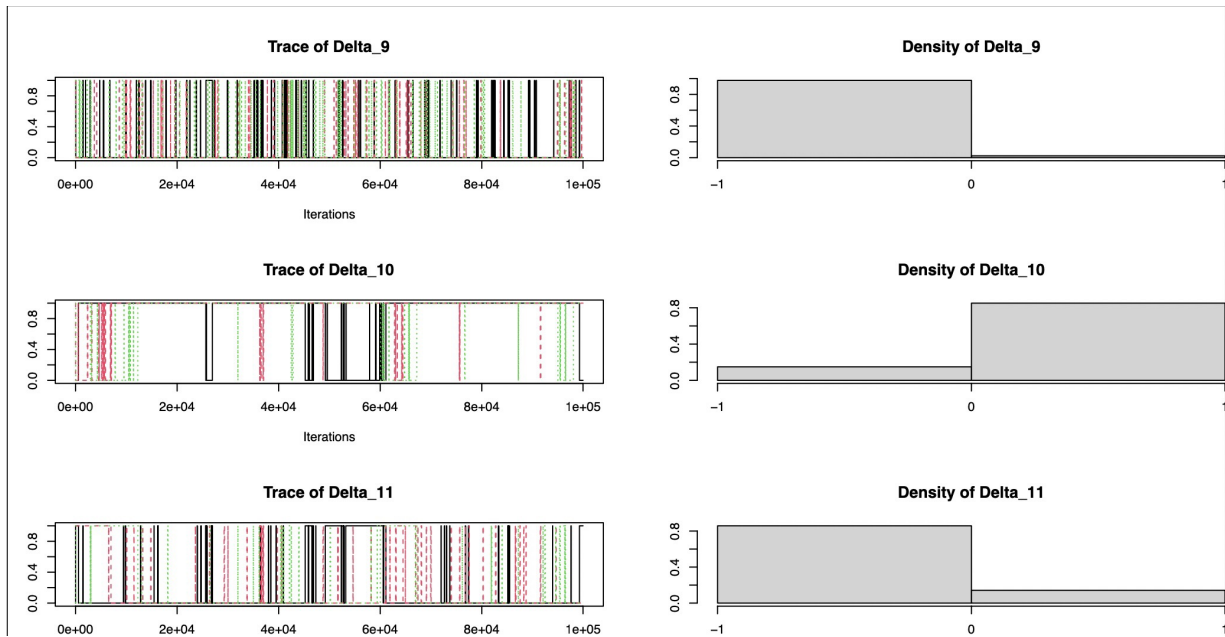 Trace of Delta_9
Density of Delta_9
0.0 0.4 0.8
0.0 0.4 0.8
0e+00 2e+04 4e+04 6e+04 8e+04 1e+05
−1 0 1
Iterations
Trace of Delta_10
Density of Delta_10
0.0 0.4 0.8
0.0 0.4 0.8
0e+00 2e+04 4e+04 6e+04 8e+04 1e+05
−1 0 1
Iterations
Trace of Delta_11
Density of Delta_11
0.0 0.4 0.8
0.0 0.4 0.8
0e+00 2e+04 4e+04 6e+04 8e+04 1e+05
−1 0 1